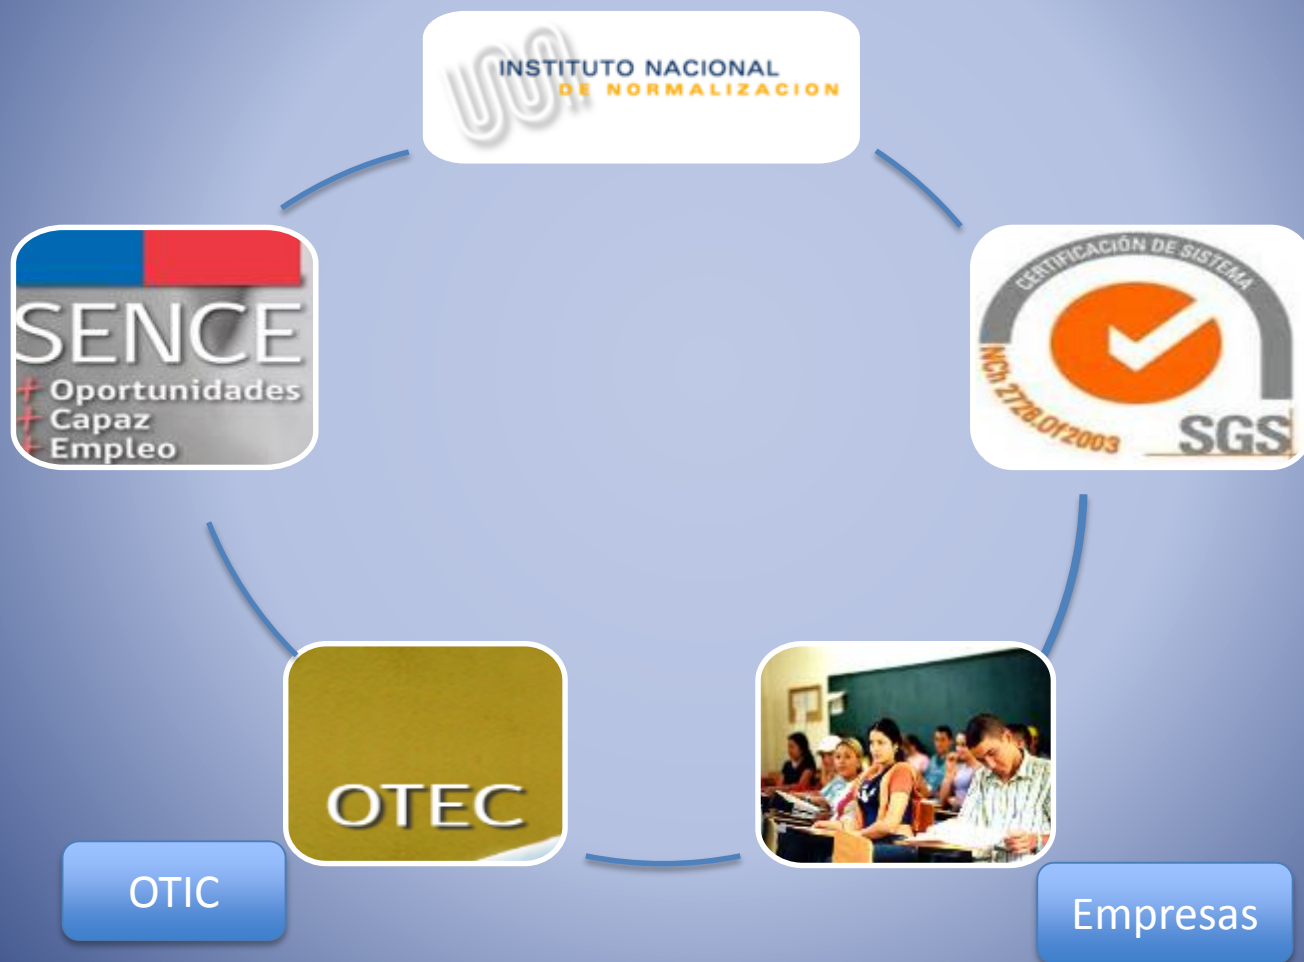 INSTITUTO NACIONAL
DE NORMALIZACION
SENCE
+ Oportunidades
+ Capaz
+ Empleo
CERTIFICACIÓN DE SISTEMA
NCh 2728.Of2003
SGS
OTEC
OTIC
Empresas